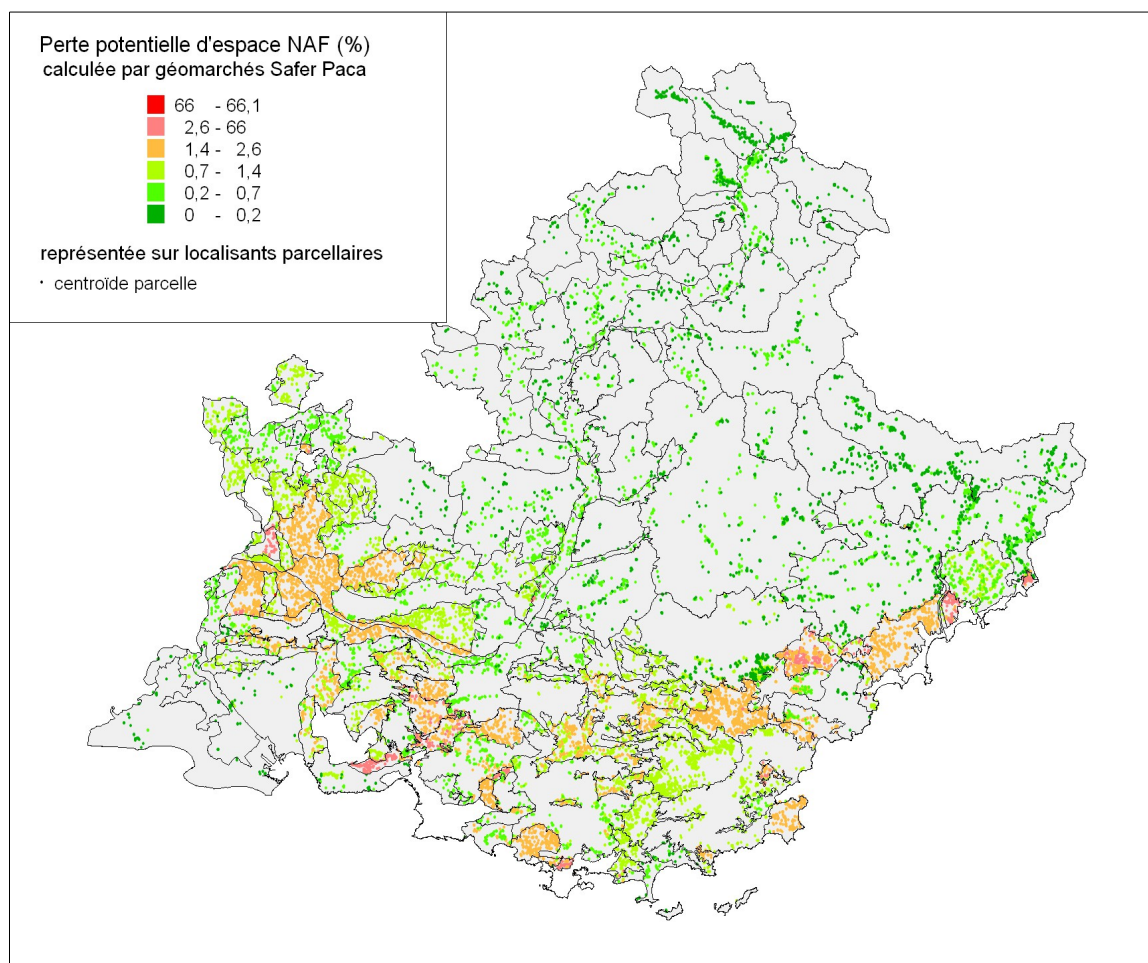 Perte potentielle d'espace NAF (%)
calculée par géomarchés Safer Paca
66 - 66,1
2,6 - 66
1,4 - 2,6
0,7 - 1,4
0,2 - 0,7
0 - 0,2
représentée sur localisants parcellaires
· centroïde parcelle